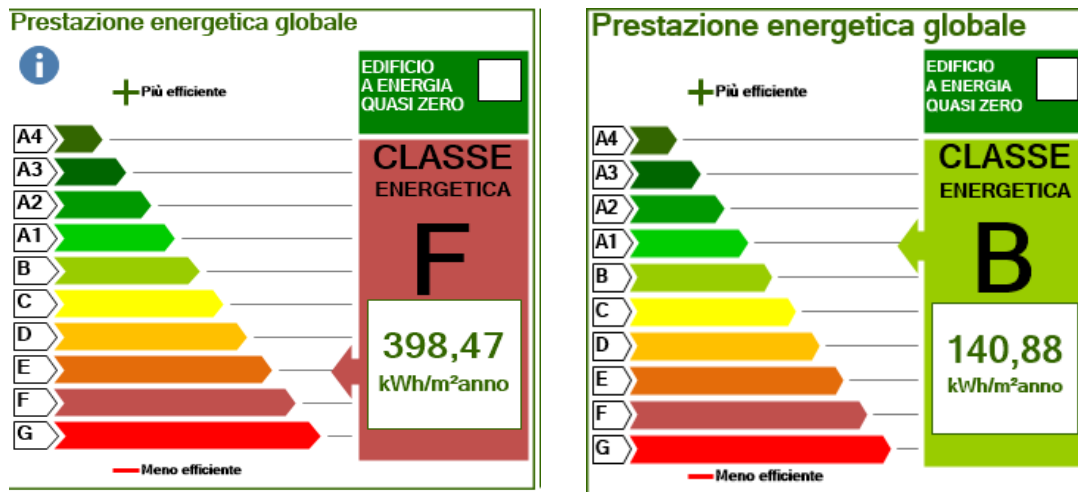 Prestazione energetica globale
i
EDIFICIO
A ENERGIA
QUASI ZERO
+ Più efficiente
A4
A3
A2
A1
B
C
D
E
F
G
CLASSE
ENERGETICA
F
398,47
kWh/m²anno
Meno efficiente
Prestazione energetica globale
EDIFICIO
A ENERGIA
QUASI ZERO
+ Più efficiente
A4
A3
A2
A1
B
C
D
E
F
G
CLASSE
ENERGETICA
B
140,88
kWh/m²anno
Meno efficiente